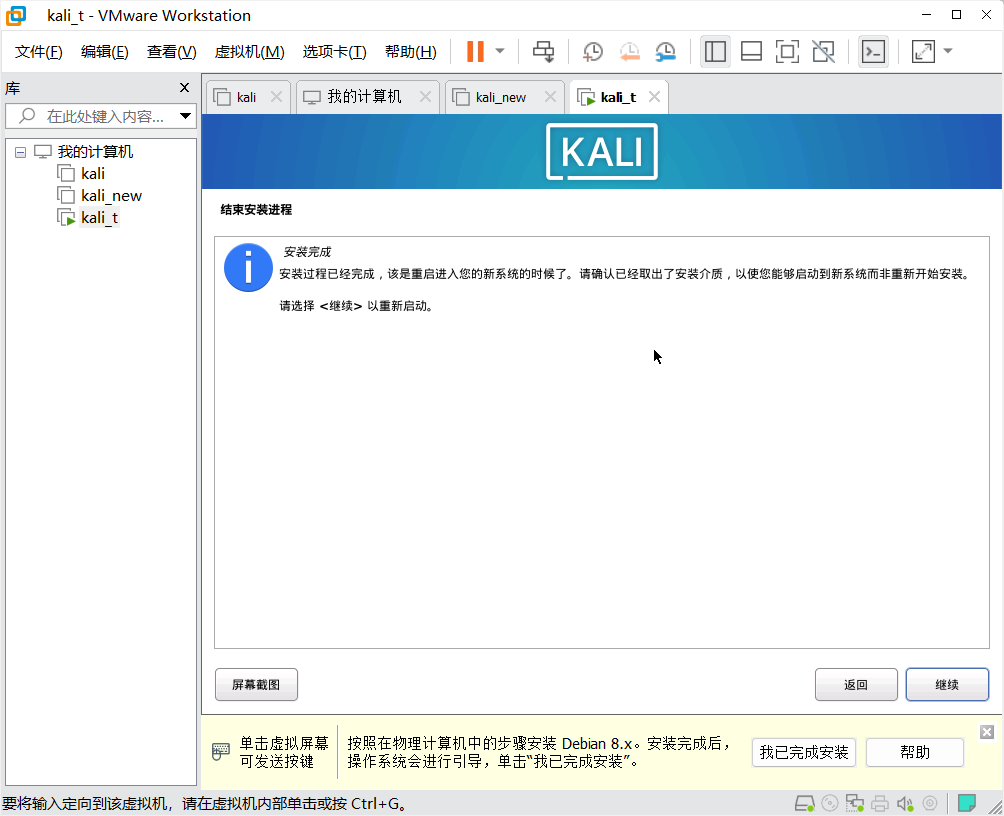 kali_t - VMware Workstation
文件(F) 编辑(E) 查看(V) 虚拟机(M) 选项卡(T) 帮助(H)
库
在此处键入内容...
我的计算机
kali
kali_new
kali_t
kali 我的计算机 kali_new kali_t
KALI
结束安装进程
安装完成
安装过程已经完成，该是重启进入您的新系统的时候了。请确认已经取出了安装介质，以使您能够启动到新系统而非重新开始安装。
请选择 <继续> 以重新启动。
屏幕截图 返回 继续
单击虚拟屏幕
可发送按键
按照在物理计算机中的步骤安装 Debian 8.x。安装完成后，
操作系统会进行引导，单击“我已完成安装”。
我已完成安装 帮助
要将输入定向到该虚拟机，请在虚拟机内部单击或按 Ctrl+G。